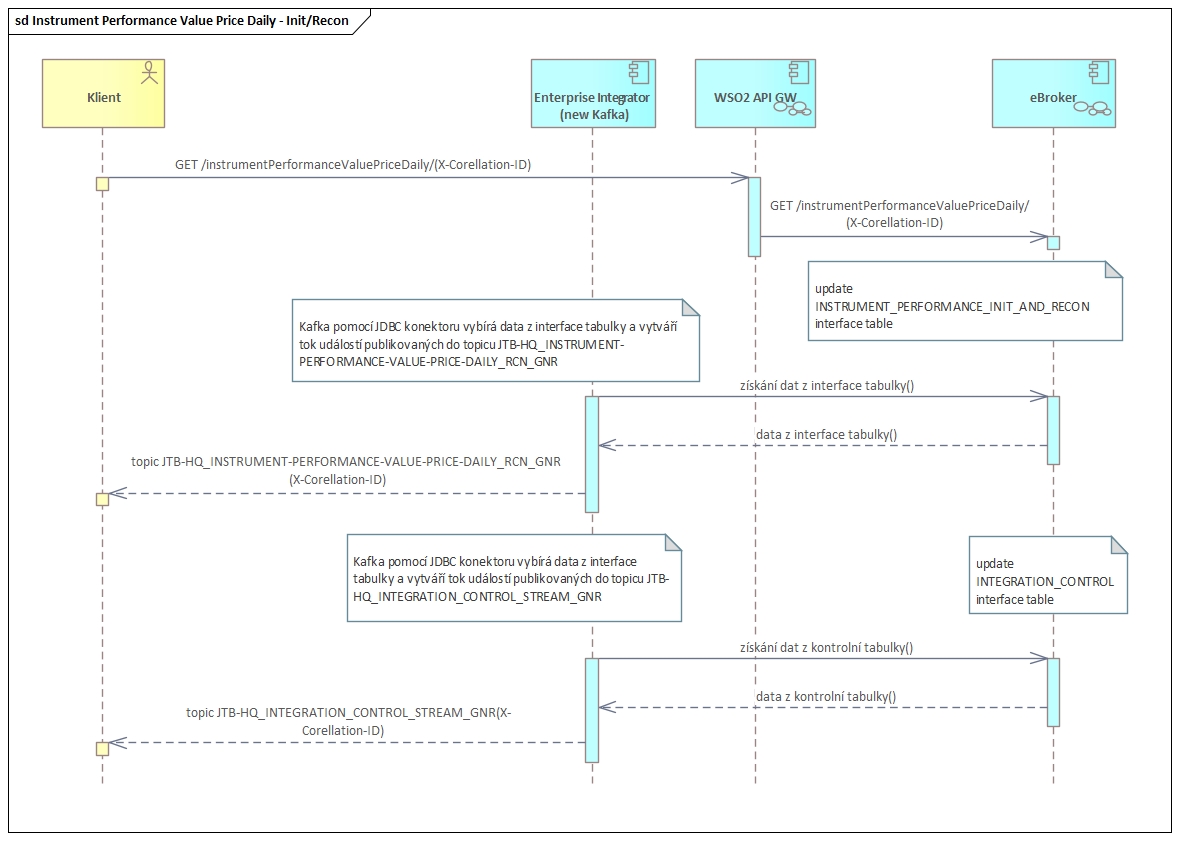 sd Instrument Performance Value Price Daily - Init/Recon
Klient
Enterprise Integrator
(new Kafka)
WSO2 API GW
eBroker
GET /instrumentPerformanceValuePriceDaily/(X-Corellation-ID)
GET /instrumentPerformanceValuePriceDaily/
(X-Corellation-ID)
update
INSTRUMENT_PERFORMANCE_INIT_AND_RECON
interface table
Kafka pomocí JDBC konektoru vybírá data z interface tabulky a vytváří
tok událostí publikovaných do topicu JTB-HQ_INSTRUMENT-
PERFORMANCE-VALUE-PRICE-DAILY_RCN_GNR
získání dat z interface tabulky()
data z interface tabulky()
topic JTB-HQ_INSTRUMENT-PERFORMANCE-VALUE-PRICE-DAILY_RCN_GNR
(X-Corellation-ID)
Kafka pomocí JDBC konektoru vybírá data z interface
tabulky a vytváří tok událostí publikovaných do topicu JTB-
HQ_INTEGRATION_CONTROL_STREAM_GNR
update
INTEGRATION_CONTROL
interface table
získání dat z kontrolní tabulky()
data z kontrolní tabulky()
topic JTB-HQ_INTEGRATION_CONTROL_STREAM_GNR(X-
Corellation-ID)